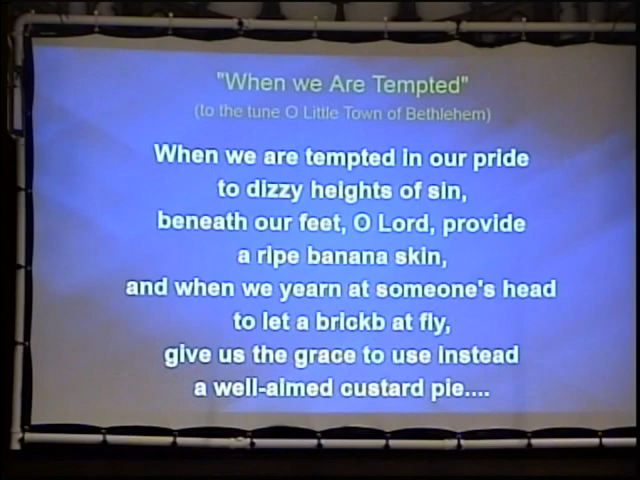 "When we Are Tempted"
(to the tune O Little Town of Bethlehem)
When we are tempted in our pride
to dizzy heights of sin,
beneath our feet, O Lord, provide
a ripe banana skin,
and when we yearn at someone's head
to let a brickb at fly,
give us the grace to use instead
a well-aimed custard pie....